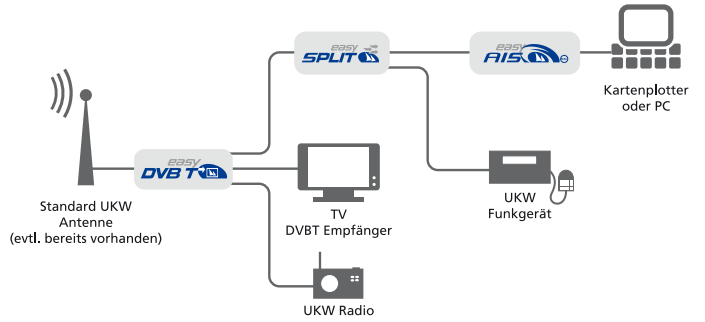 easy
SPLIT
easy
AIS
Kartenplotter
oder PC
easy
DVB T
Standard UKW
Antenne
(evtl. bereits vorhanden)
TV
DVBT Empfänger
UKW
Funkgerät
UKW Radio